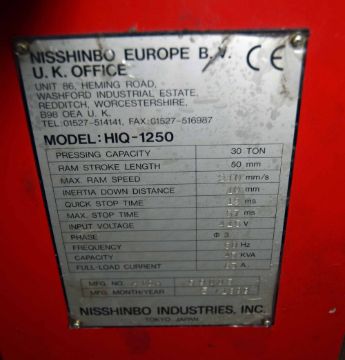 NISSHINBO EUROPE B.V.
U.K. OFFICE
CE
UNIT 86, HEMING ROAD,
WASHFORD INDUSTRIAL ESTATE,
REDDITCH, WORCESTERSHIRE,
B98 OEA U. K.
TEL.01527-514141, FAX.01527-516987
MODEL: HIQ-1250
PRESSING CAPACITY 30 TON
RAM STROKE LENGTH 50 mm
MAX. RAM SPEED mm/s
INERTIA DOWN DISTANCE mm
QUICK STOP TIME ms
MAX. STOP TIME ms
INPUT VOLTAGE V
PHASE Φ 3
FREQUENCY Hz
CAPACITY KVA
FULL-LOAD CURRENT A
MFG. NO.
MFG. MONTH/YEAR
NISSHINBO INDUSTRIES, INC.
TOKYO JAPAN